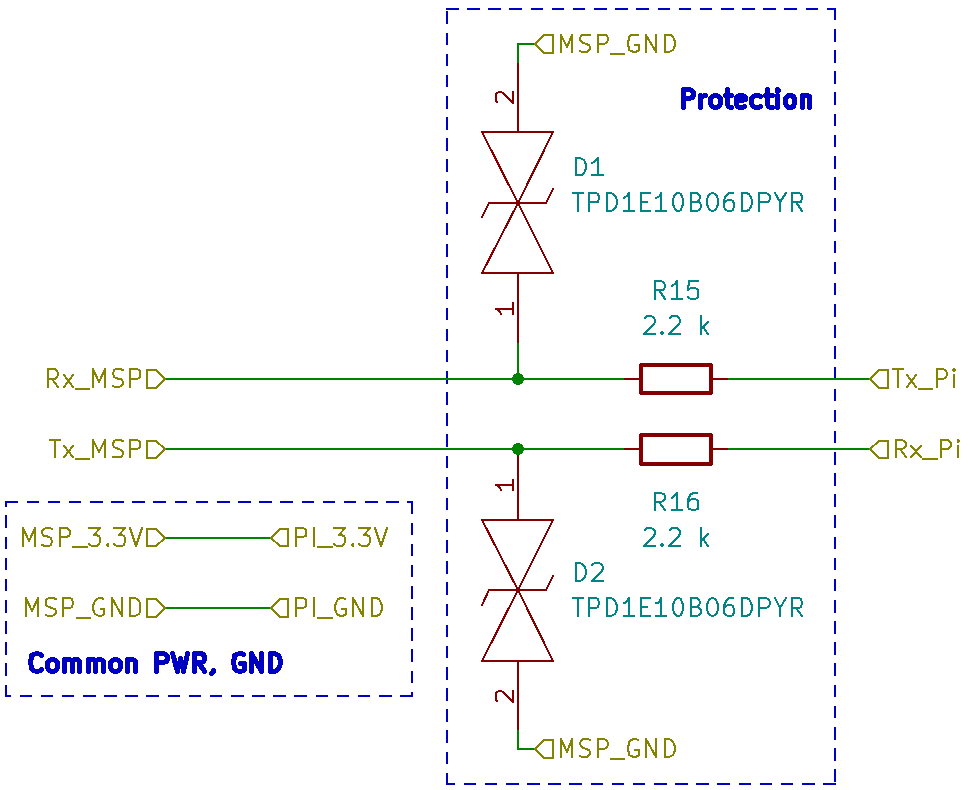 MSP_GND
2
Protection
D1
TPD1E10B06DPYR
1
R15
2.2 k
Rx_MSP
Tx_Pi
Tx_MSP
Rx_Pi
1
R16
2.2 k
MSP_3.3V
PI_3.3V
D2
TPD1E10B06DPYR
MSP_GND
PI_GND
Common PWR, GND
2
MSP_GND